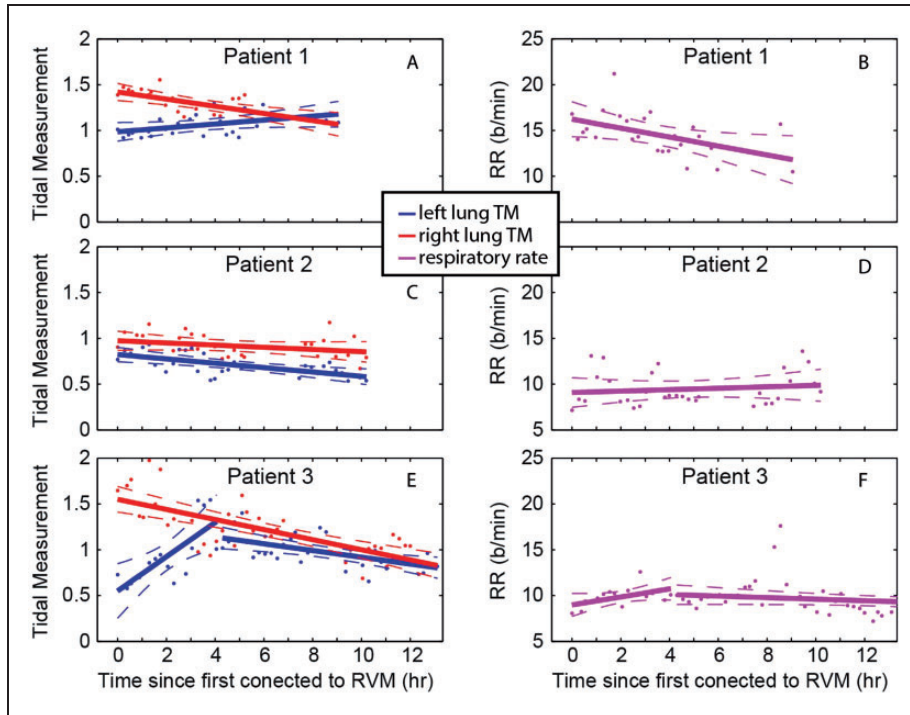 Patient 1
A
Tidal Measurement
2
1.5
1
0.5
0
Patient 1
B
RR (b/min)
25
20
15
10
left lung TM
right lung TM
respiratory rate
Patient 2
C
Tidal Measurement
2
1.5
1
0.5
0
Patient 2
D
RR (b/min)
25
20
15
10
5
Patient 3
E
Tidal Measurement
2
1.5
1
0.5
0
0 2 4 6 8 10 12
Time since first conected to RVM (hr)
Patient 3
F
RR (b/min)
25
20
15
10
5
0 2 4 6 8 10 12
Time since first conected to RVM (hr)